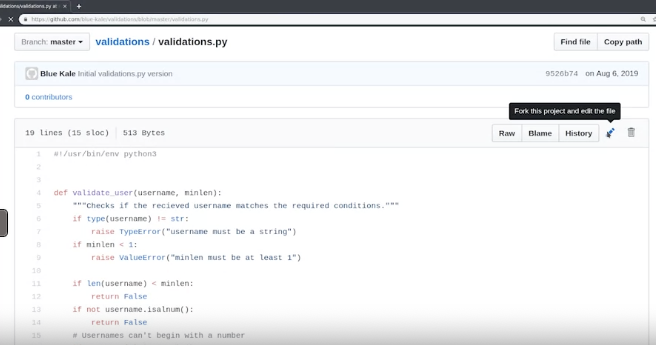 validations/validations.py at
https://github.com/blue-kale/validations/blob/master/validations.py
Branch: master
validations / validations.py
Find file
Copy path
Blue Kale Initial validations.py version
9526b74 on Aug 6, 2019
0 contributors
Fork this project and edit the file
19 lines (15 sloc) 513 Bytes
Raw
Blame
History
1 #!/usr/bin/env python3
2
3
4 def validate_user(username, minlen):
5 """Checks if the recieved username matches the required conditions."""
6 if type(username) != str:
7 raise TypeError("username must be a string")
8 if minlen < 1:
9 raise ValueError("minlen must be at least 1")
10
11 if len(username) < minlen:
12 return False
13 if not username.isalnum():
14 return False
15 # Usernames can't begin with a number